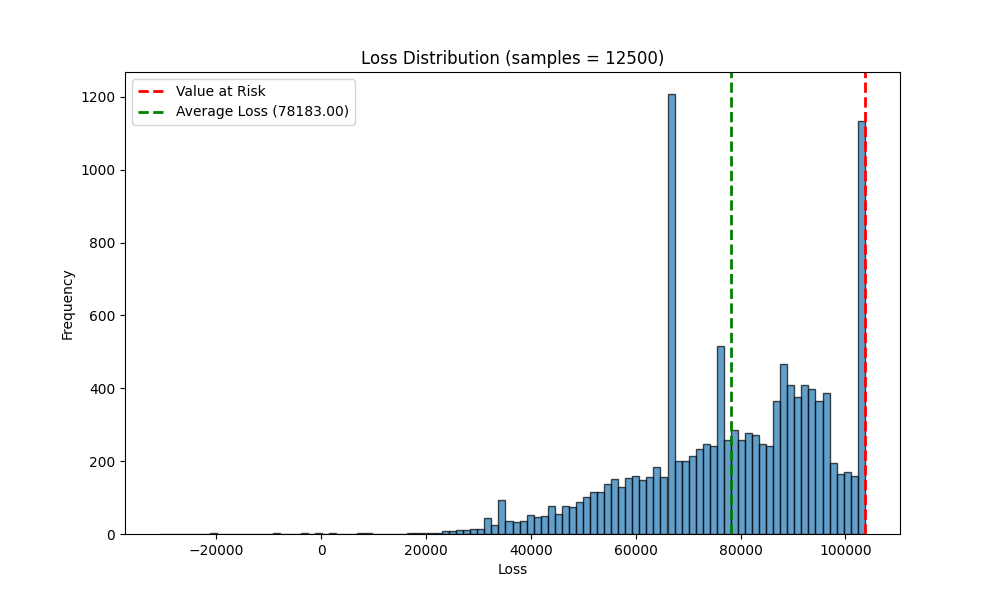 Loss Distribution (samples = 12500)
Value at Risk
Average Loss (78183.00)
1200
1000
800
600
400
200
0
Frequency
−20000 0 20000 40000 60000 80000 100000
Loss